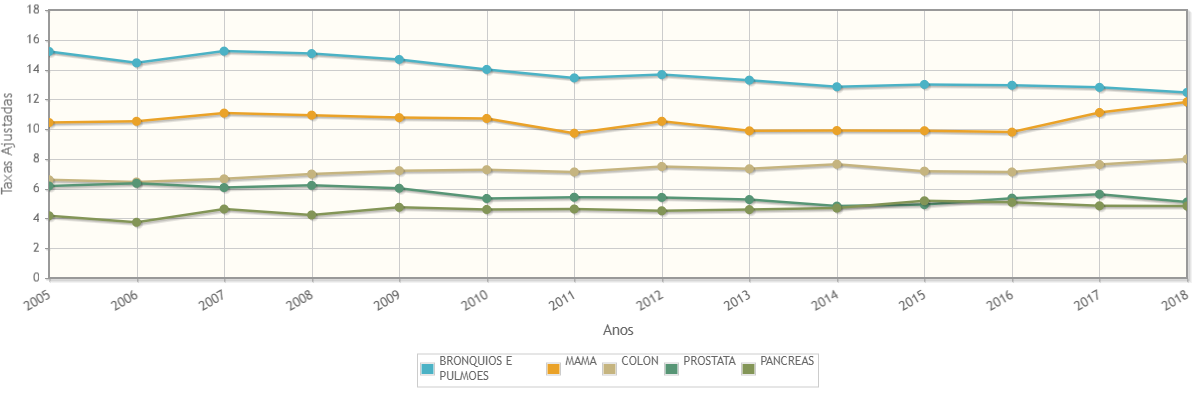 18
16
14
12
10
8
6
4
2
0
Taxas Ajustadas
2005 2006 2007 2008 2009 2010 2011 2012 2013 2014 2015 2016 2017 2018
Anos
BRONQUIOS E
PULMOES
MAMA
COLON
PROSTATA
PANCREAS